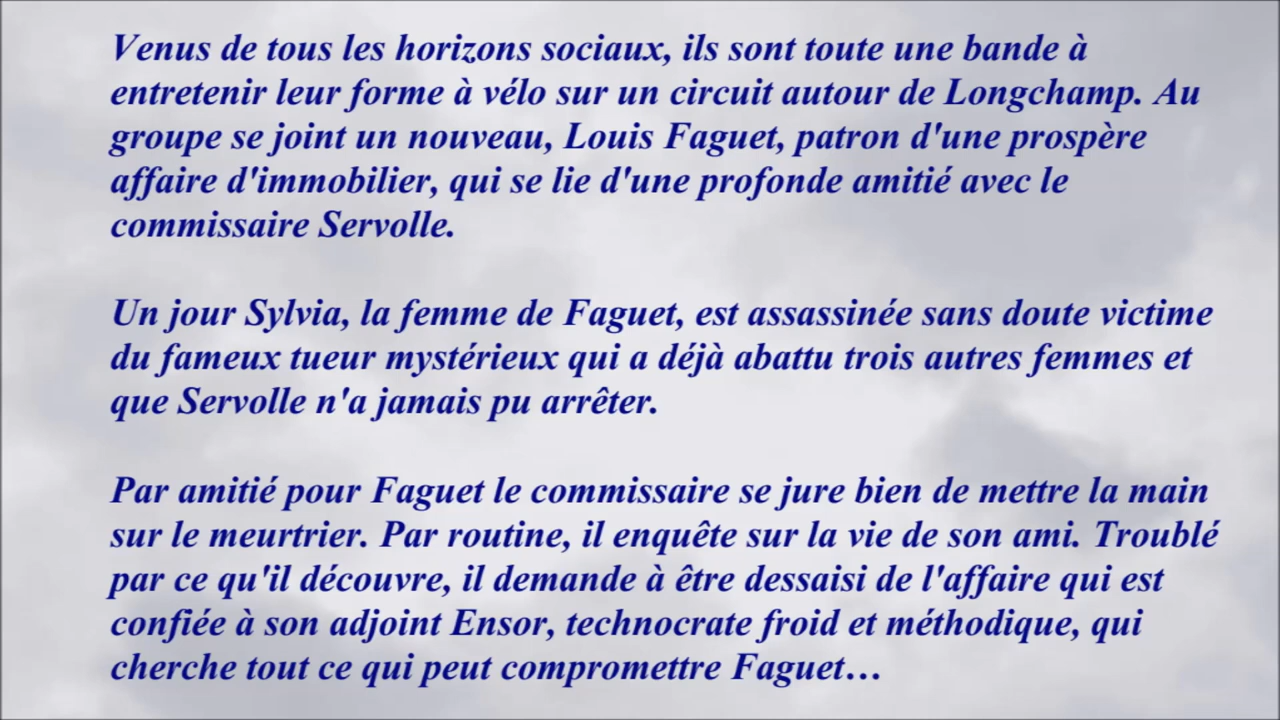 Venus de tous les horizons sociaux, ils sont toute une bande à
entretenir leur forme à vélo sur un circuit autour de Longchamp. Au
groupe se joint un nouveau, Louis Faguet, patron d'une prospère
affaire d'immobilier, qui se lie d'une profonde amitié avec le
commissaire Servolle.
Un jour Sylvia, la femme de Faguet, est assassinée sans doute victime
du fameux tueur mystérieux qui a déjà abattu trois autres femmes et
que Servolle n'a jamais pu arrêter.
Par amitié pour Faguet le commissaire se jure bien de mettre la main
sur le meurtrier. Par routine, il enquête sur la vie de son ami. Troublé
par ce qu'il découvre, il demande à être dessaisi de l'affaire qui est
confiée à son adjoint Ensor, technocrate froid et méthodique, qui
cherche tout ce qui peut compromettre Faguet…